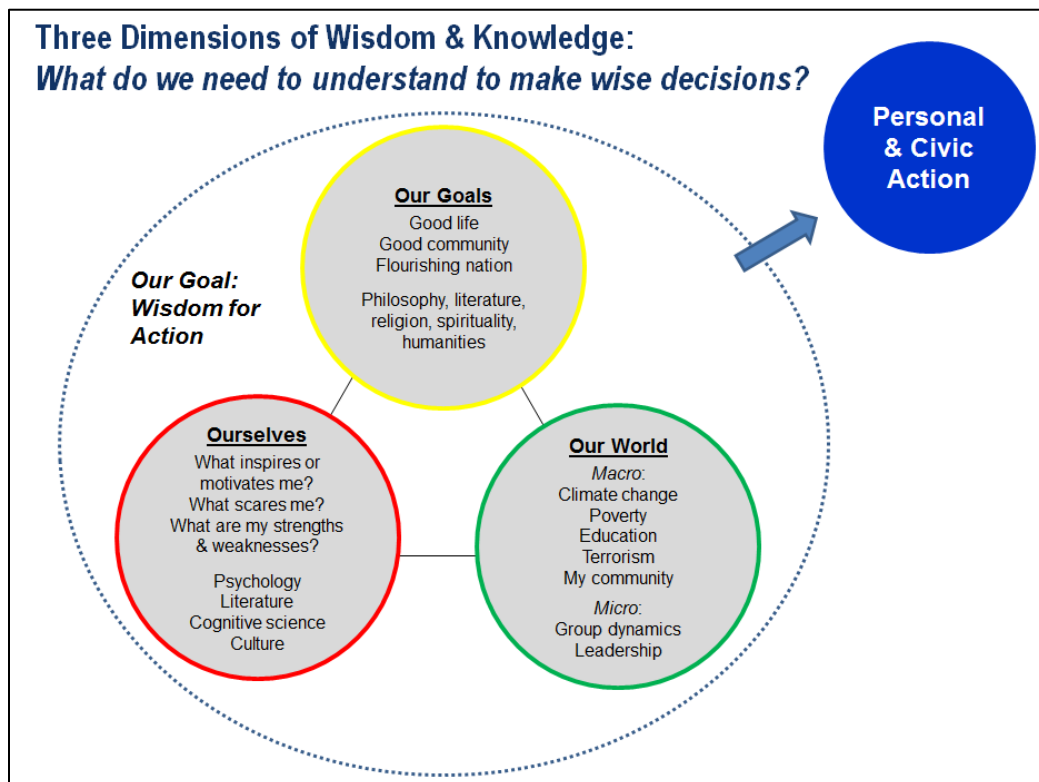 Three Dimensions of Wisdom & Knowledge:
What do we need to understand to make wise decisions?
Personal
& Civic
Action
Our Goals
Good life
Good community
Flourishing nation
Philosophy, literature,
religion, spirituality,
humanities
Our Goal:
Wisdom for
Action
Ourselves
What inspires or
motivates me?
What scares me?
What are my strengths
& weaknesses?
Psychology
Literature
Cognitive science
Culture
Our World
Macro:
Climate change
Poverty
Education
Terrorism
My community
Micro:
Group dynamics
Leadership